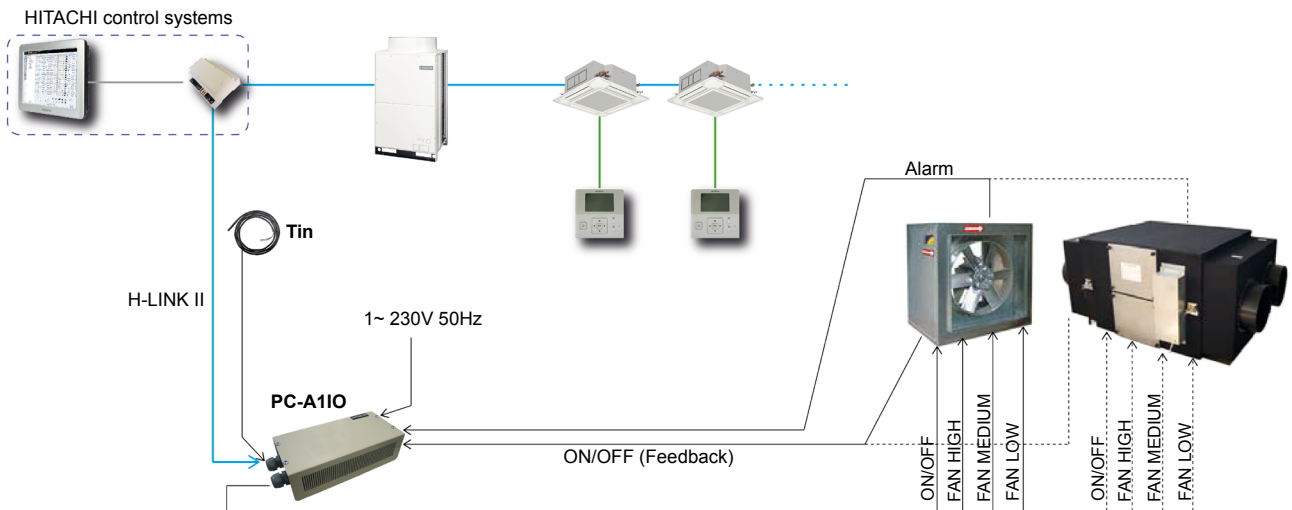 HITACHI control systems
Alarm
Tin
H-LINK II
1~ 230V 50Hz
PC-A1IO
ON/OFF (Feedback)
ON/OFF
FAN HIGH
FAN MEDIUM
FAN LOW
ON/OFF
FAN HIGH
FAN MEDIUM
FAN LOW